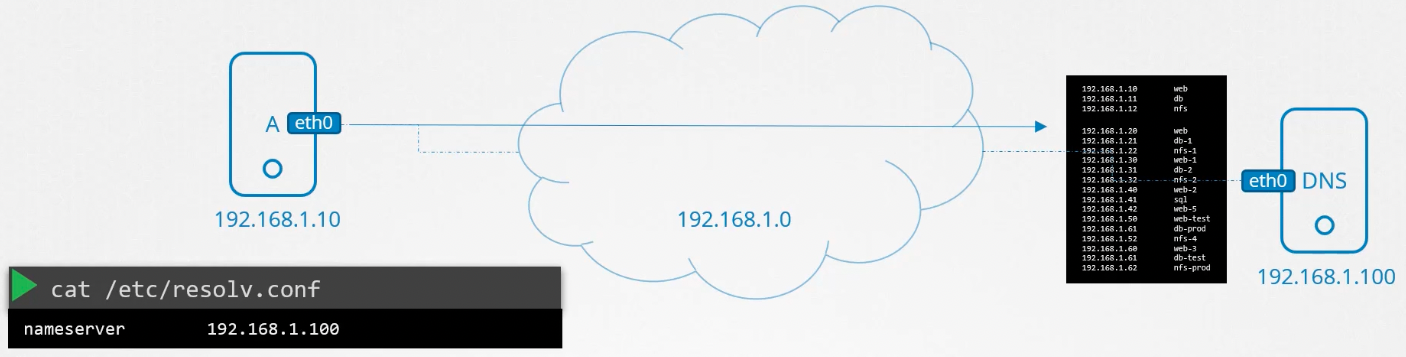 A eth0
192.168.1.10
192.168.1.0
192.168.1.10 web
192.168.1.11 db
192.168.1.12 nfs
192.168.1.20 web
192.168.1.21 db-1
192.168.1.22 nfs-1
192.168.1.30 web-1
192.168.1.31 db-2
192.168.1.32 nfs-2
192.168.1.40 web-2
192.168.1.41 sql
192.168.1.42 web-5
192.168.1.50 web-test
192.168.1.61 db-prod
192.168.1.52 nfs-4
192.168.1.60 web-3
192.168.1.61 db-test
192.168.1.62 nfs-prod
eth0 DNS
192.168.1.100
cat /etc/resolv.conf
nameserver 192.168.1.100